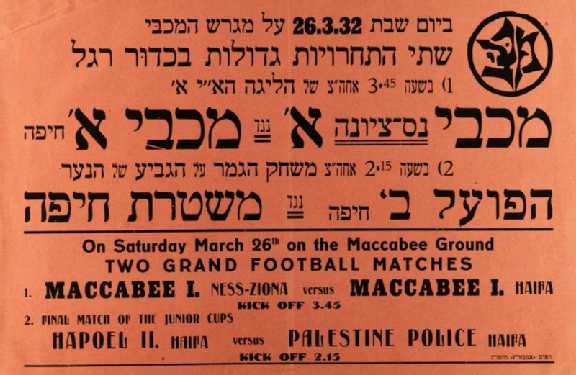 ביום שבת 26.3.32 על מגרש המכבי
שתי התחרויות גדולות בכדור רגל
1) בשעה 3.45 אחה״צ של הליגה הא״י א׳
מכבי נס־ציונה א׳ נגד מכבי א׳ חיפה
2) בשעה 2.15 אחה״צ משחק הגמר על הגביע של הנער
הפועל ב׳ חיפה נגד משטרת חיפה
On Saturday March 26th on the Maccabee Ground
TWO GRAND FOOTBALL MATCHES
1. MACCABEE I. NESS-ZIONA versus MACCABEE I. HAIFA
KICK OFF 3.45
2. FINAL MATCH OF THE JUNIOR CUPS
HAPOEL II. HAIFA versus PALESTINE POLICE HAIFA
KICK OFF 2.15